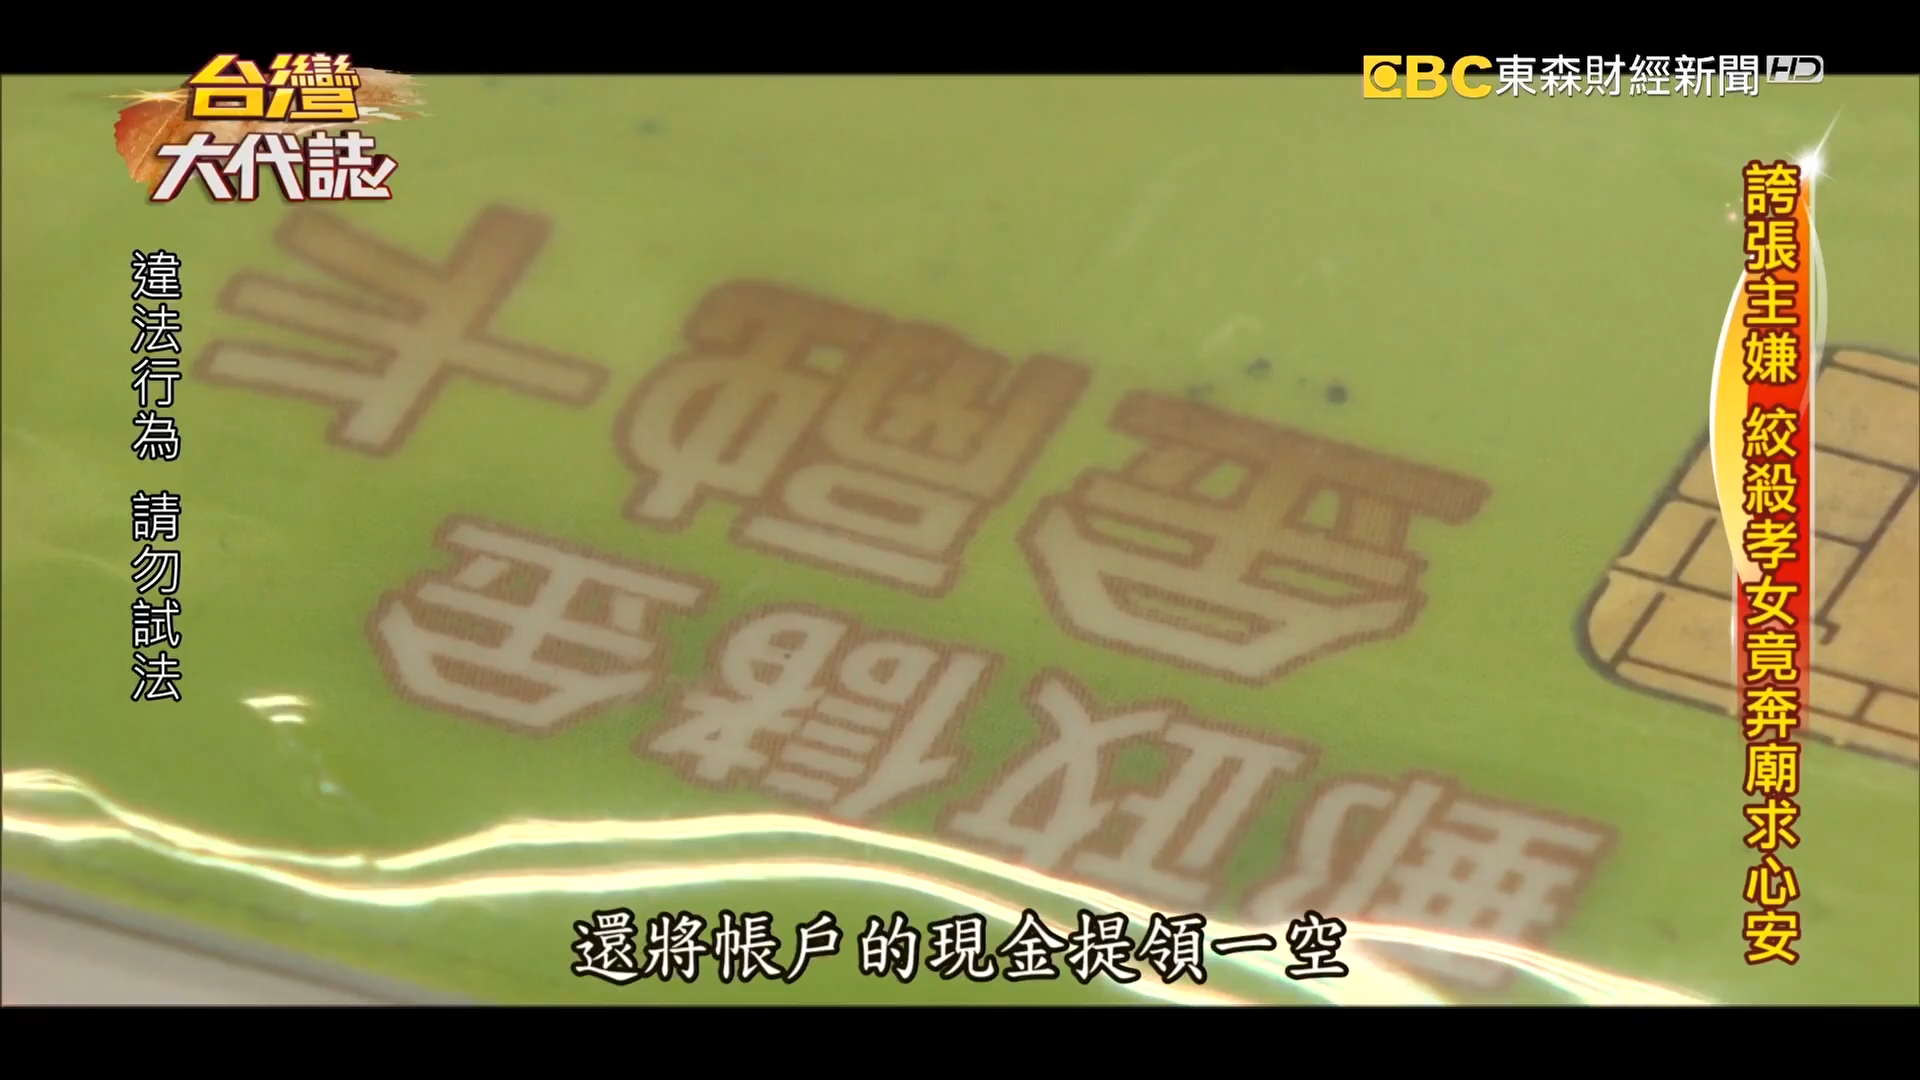 台灣
大代誌
EBC東森財經新聞HD
違法行為 請勿試法
誇張主嫌 絞殺孝女竟奔廟求心安
郵政儲金
金融卡
還將帳戶的現金提領一空